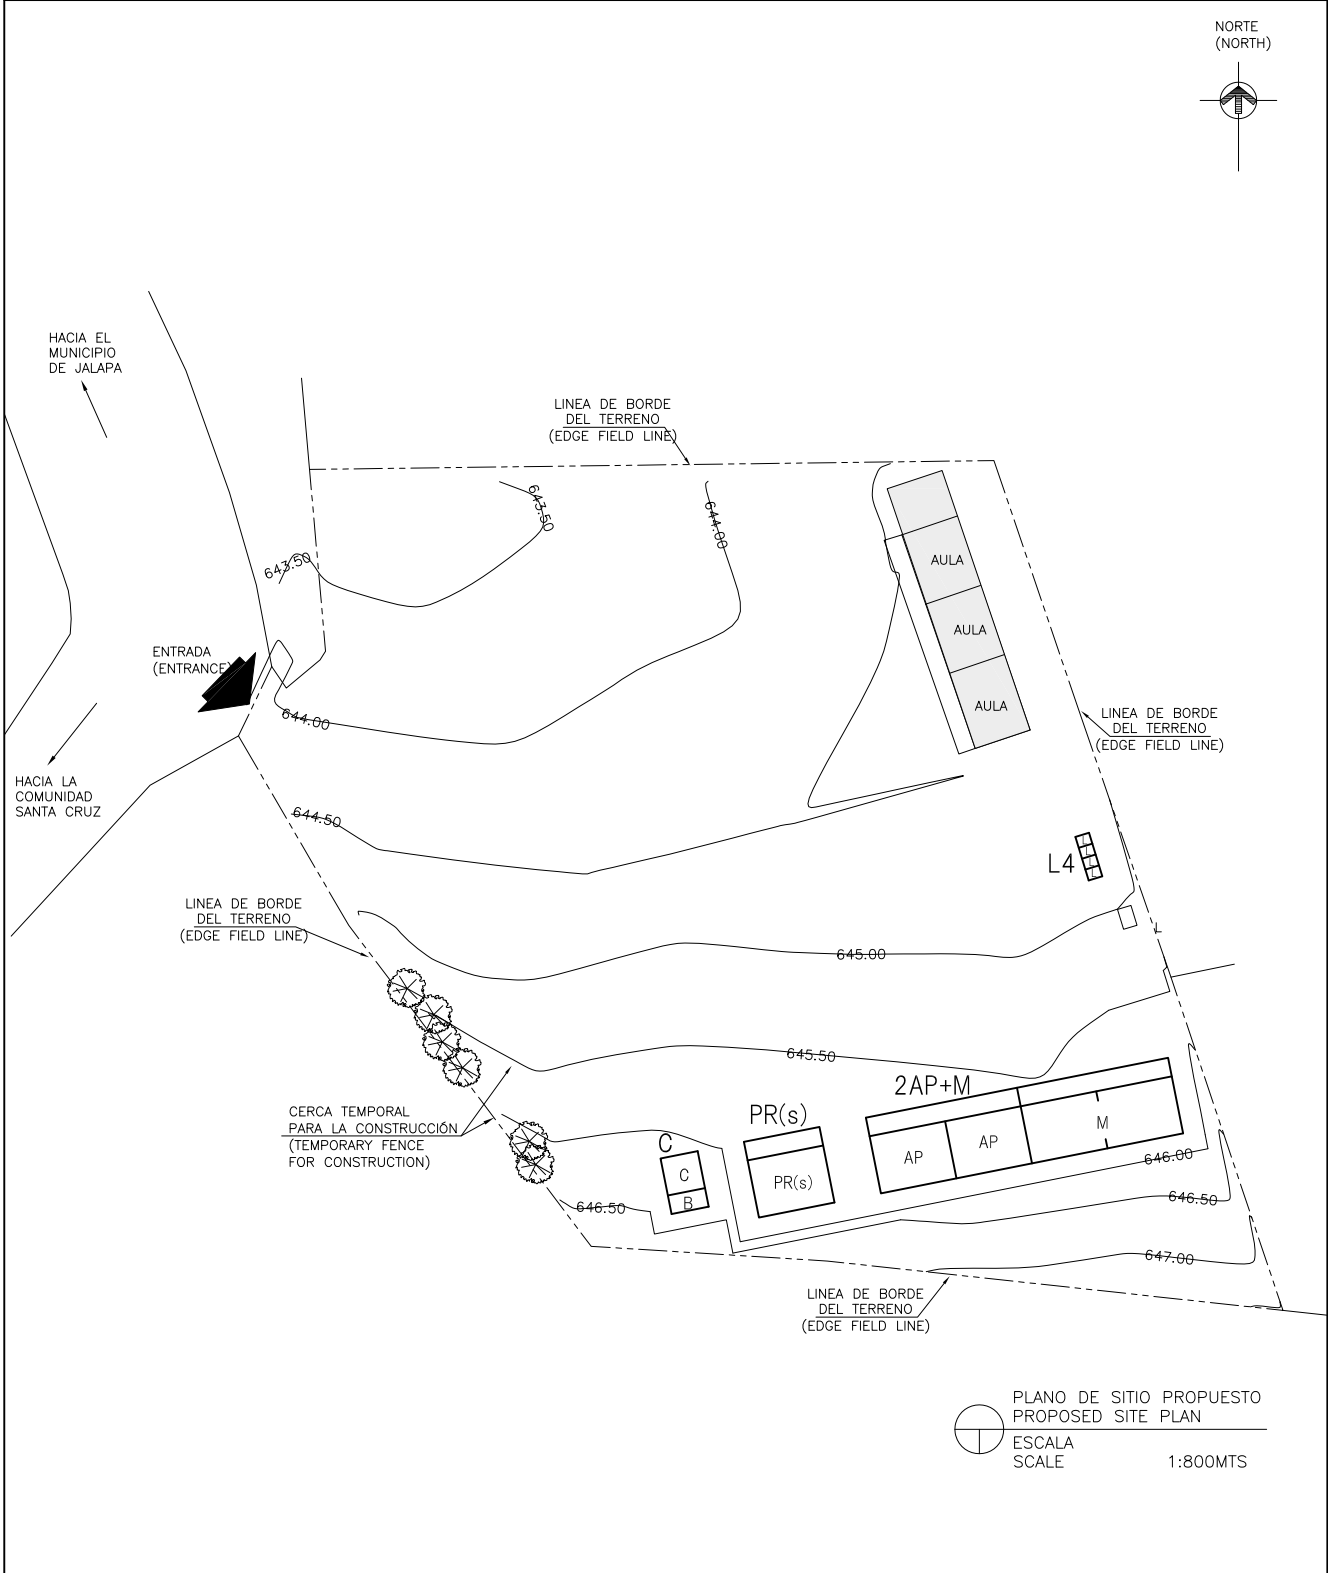 NORTE
(NORTH)
HACIA EL
MUNICIPIO
DE JALAPA
LINEA DE BORDE
DEL TERRENO
(EDGE FIELD LINE)
643.50
644.00
643.50
AULA
AULA
AULA
ENTRADA
(ENTRANCE)
644.00
LINEA DE BORDE
DEL TERRENO
(EDGE FIELD LINE)
HACIA LA
COMUNIDAD
SANTA CRUZ
644.50
L4
L
L
L
L
LINEA DE BORDE
DEL TERRENO
(EDGE FIELD LINE)
L
645.00
645.50
2AP+M
CERCA TEMPORAL
PARA LA CONSTRUCCIÓN
(TEMPORARY FENCE
FOR CONSTRUCTION)
PR(s)
C
AP
AP
M
C
PR(s)
B
646.00
646.50
646.50
647.00
LINEA DE BORDE
DEL TERRENO
(EDGE FIELD LINE)
PLANO DE SITIO PROPUESTO
PROPOSED SITE PLAN
ESCALA
SCALE 1:800MTS